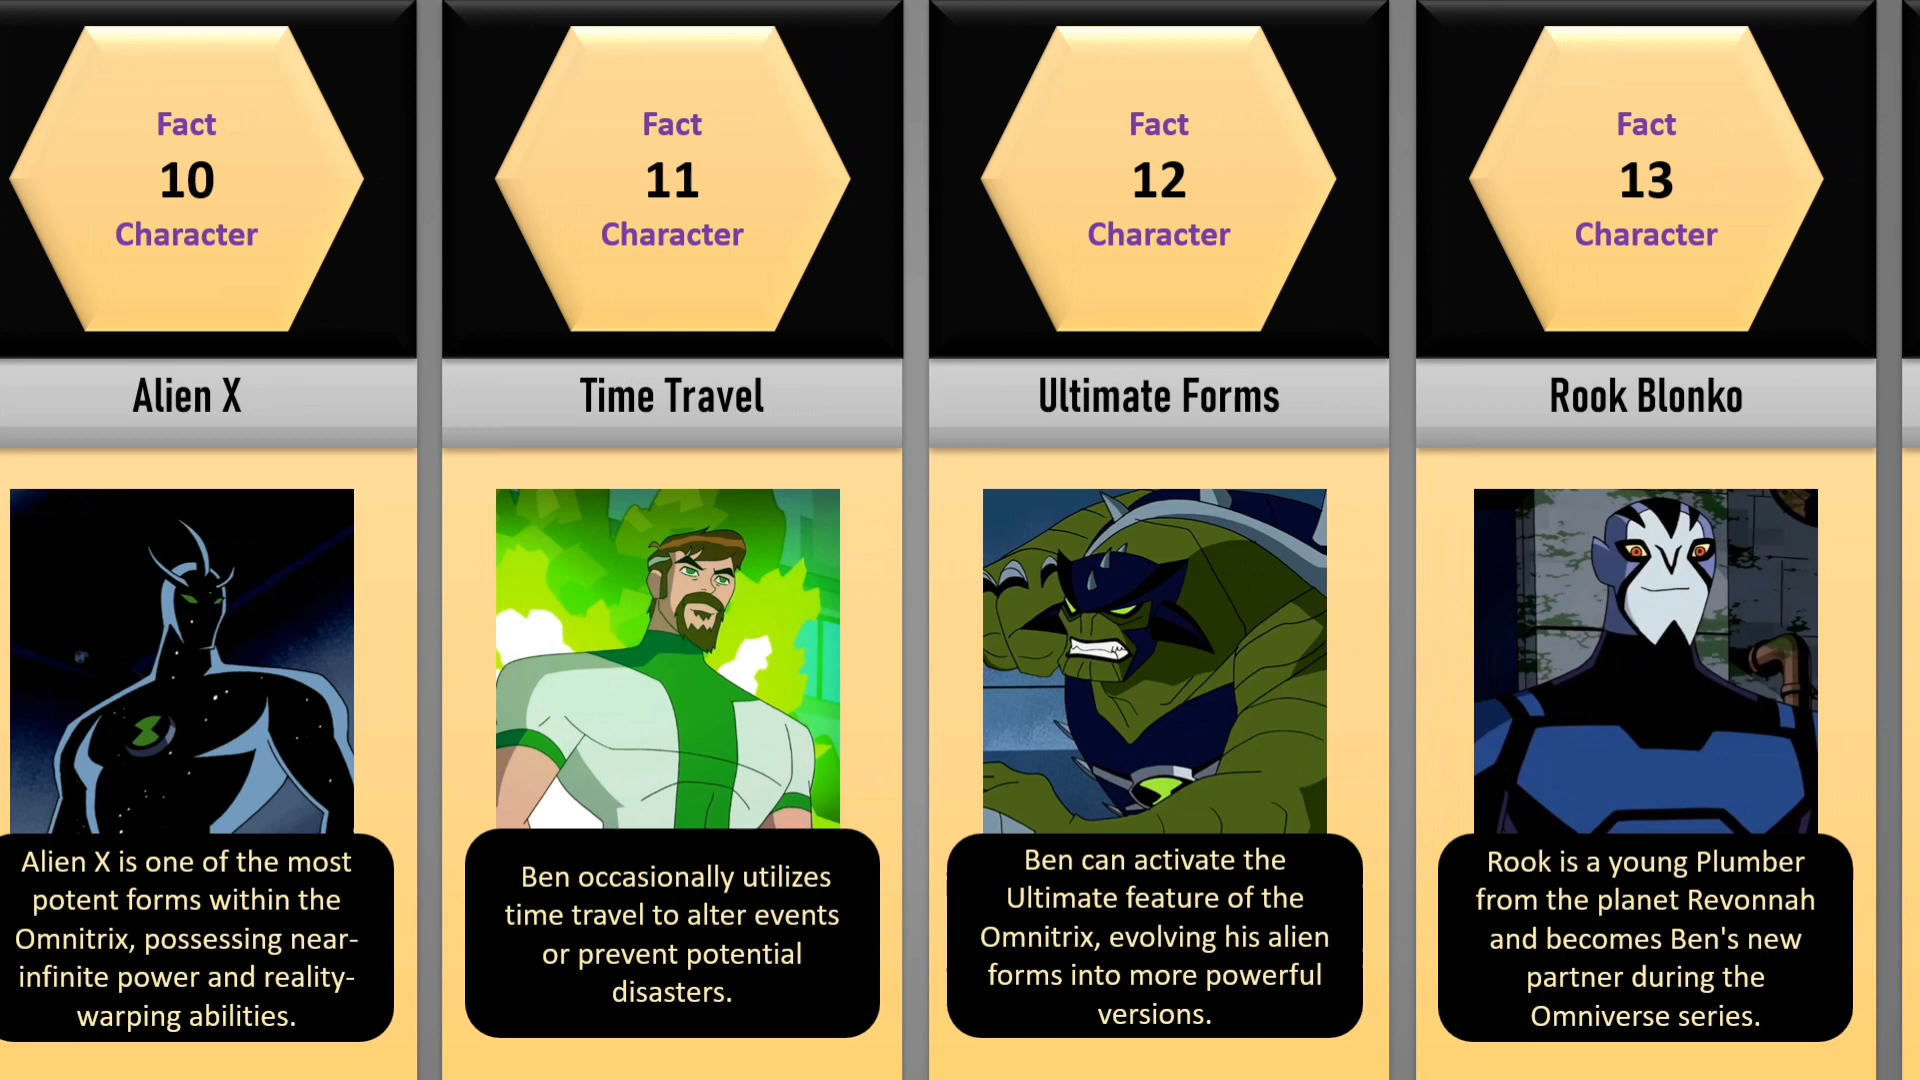 Fact
10
Character
Alien X
Alien X is one of the most
potent forms within the
Omnitrix, possessing near-
infinite power and reality-
warping abilities.
Fact
11
Character
Time Travel
Ben occasionally utilizes
time travel to alter events
or prevent potential
disasters.
Fact
12
Character
Ultimate Forms
Ben can activate the
Ultimate feature of the
Omnitrix, evolving his alien
forms into more powerful
versions.
Fact
13
Character
Rook Blonko
Rook is a young Plumber
from the planet Revonnah
and becomes Ben's new
partner during the
Omniverse series.